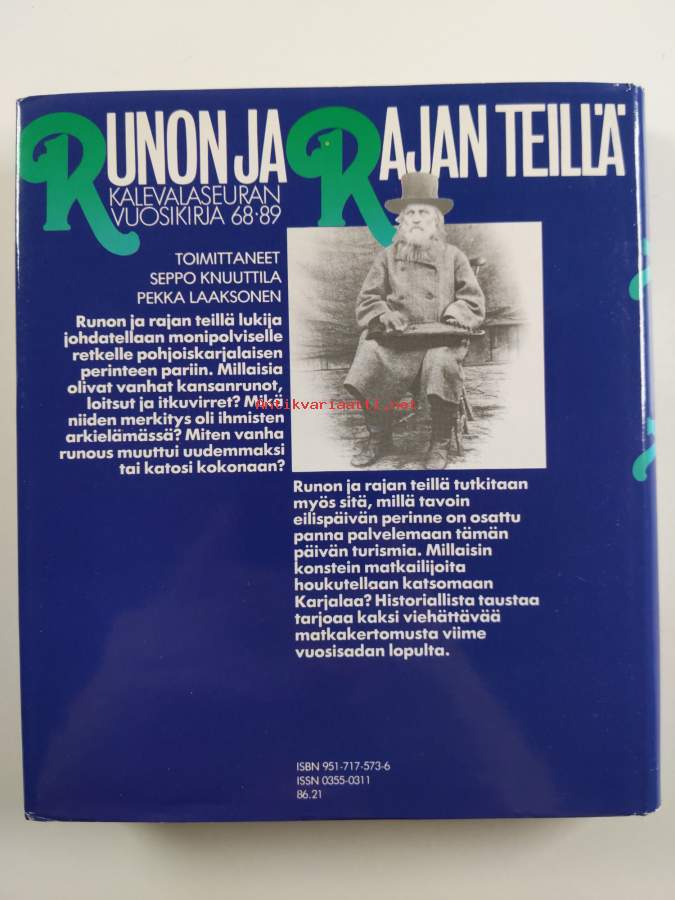 RUNON JA RAJAN TEILLÄ
KALEVALASEURAN
VUOSIKIRJA 68·89
TOIMITTANEET
SEPPO KNUUTTILA
PEKKA LAAKSONEN
Runon ja rajan teillä lukija
johdatellaan monipolviselle
retkelle pohjoiskarjalaisen
perinteen pariin. Millaisia
olivat vanhat kansanrunot,
loitsut ja itkuvirret? Mikä
niiden merkitys oli ihmisten
arkielämässä? Miten vanha
runous muuttui uudemmaksi
tai katosi kokonaan?
Antikvariaatti.net
Runon ja rajan teillä tutkitaan
myös sitä, millä tavoin
eilispäivän perinne on osattu
panna palvelemaan tämän
päivän turismia. Millaisin
konstein matkailijoita
houkutellaan katsomaan
Karjalaa? Historiallista taustaa
tarjoaa kaksi viehättävää
matkakertomusta viime
vuosisadan lopulta.
ISBN 951-717-573-6
ISSN 0355-0311
86.21